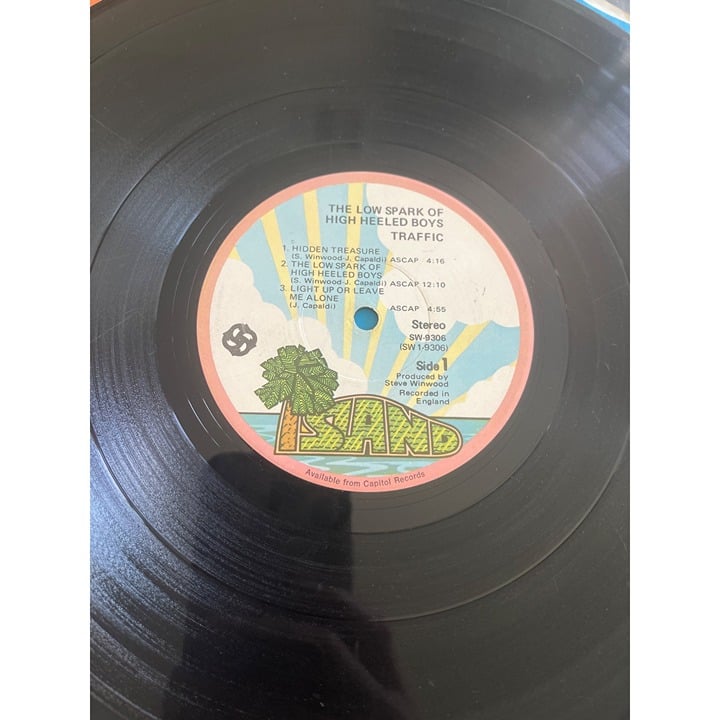 THE LOW SPARK OF
HIGH HEELED BOYS
TRAFFIC
1. HIDDEN TREASURE
(S. Winwood-J. Capaldi) ASCAP 4:16
2. THE LOW SPARK OF
HIGH HEELED BOYS
(S. Winwood-J. Capaldi) ASCAP 12:10
3. LIGHT UP OR LEAVE
ME ALONE
(J. Capaldi) ASCAP 4:55
Stereo
SW-9306
(SW1-9306)
Side 1
Produced by
Steve Winwood
Recorded in
England
ISLAND
Available from Capitol Records